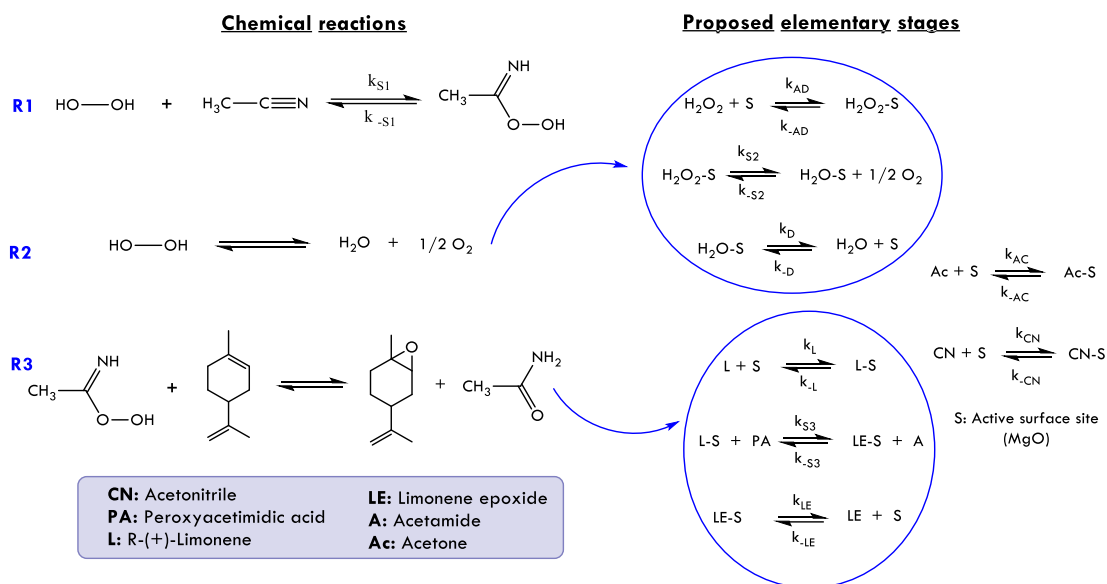 Chemical reactions
Proposed elementary stages
R1
HO
OH
+
H₃C
N
kS1
k -S1
NH
CH₃
O
OH
H₂O₂ + S
kAD
k-AD
H₂O₂-S
H₂O₂-S
kS2
k-S2
H₂O-S + 1/2 O₂
H₂O-S
kD
k-D
H₂O + S
R2
HO
OH
H₂O + 1/2 O₂
Ac + S
kAC
k-AC
Ac-S
CN + S
kCN
k-CN
CN-S
S: Active surface site
(MgO)
R3
NH
CH₃
O
OH
+
O
+
NH₂
CH₃
O
L + S
kL
k-L
L-S
L-S + PA
kS3
k-S3
LE-S + A
LE-S
kLE
k-LE
LE + S
CN: Acetonitrile
PA: Peroxyacetimidic acid
L: R-(+)-Limonene
LE: Limonene epoxide
A: Acetamide
Ac: Acetone